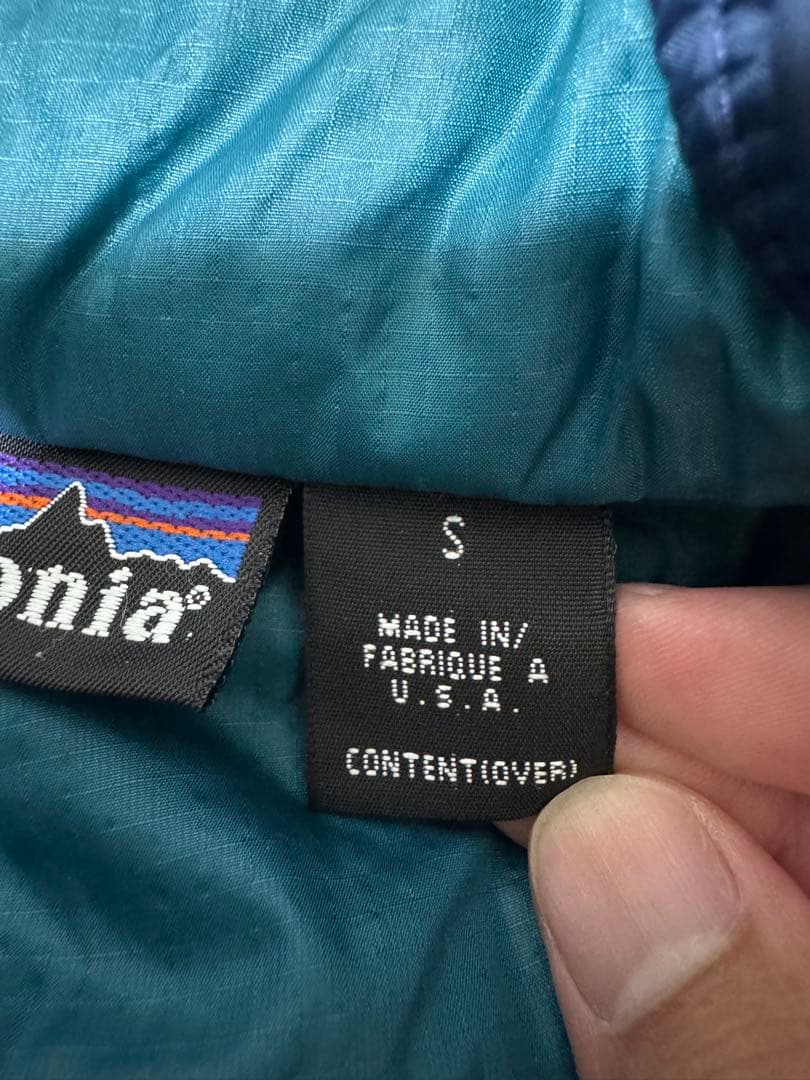 onia®
S
MADE IN/
FABRIQUE A
U.S.A.
CONTENT(OVER)